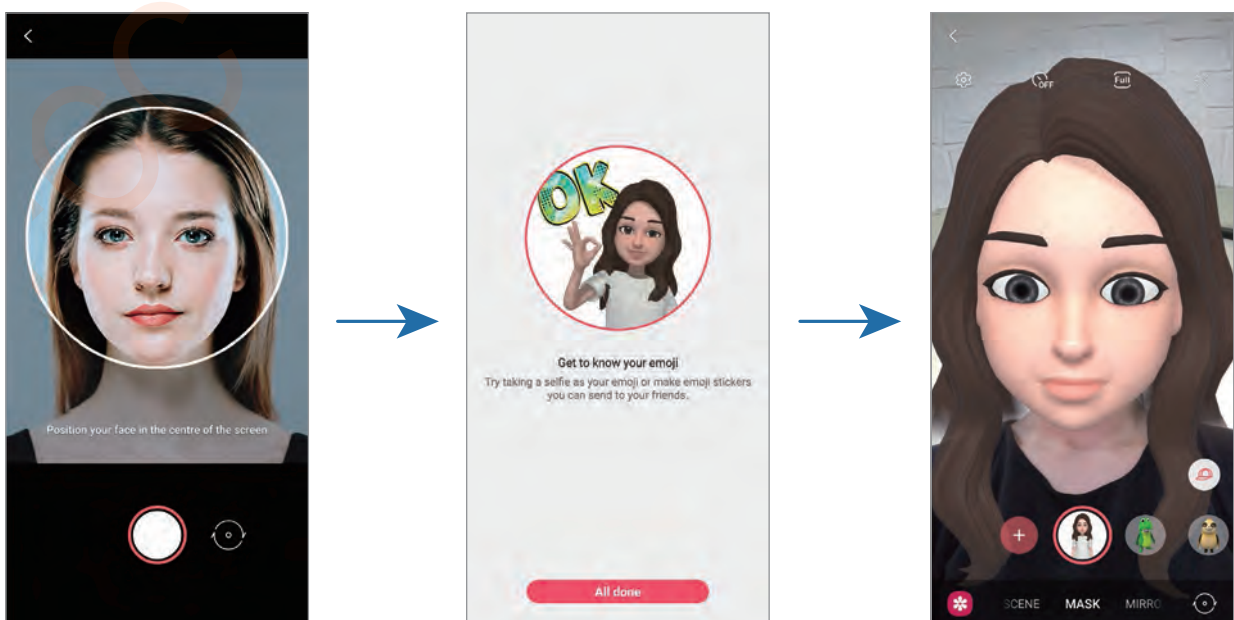 Position your face in the centre of the screen
OK
Get to know your emoji
Try taking a selfie as your emoji or make emoji stickers
you can send to your friends.
All done
OFF
Full
SCENE
MASK
MIRRO